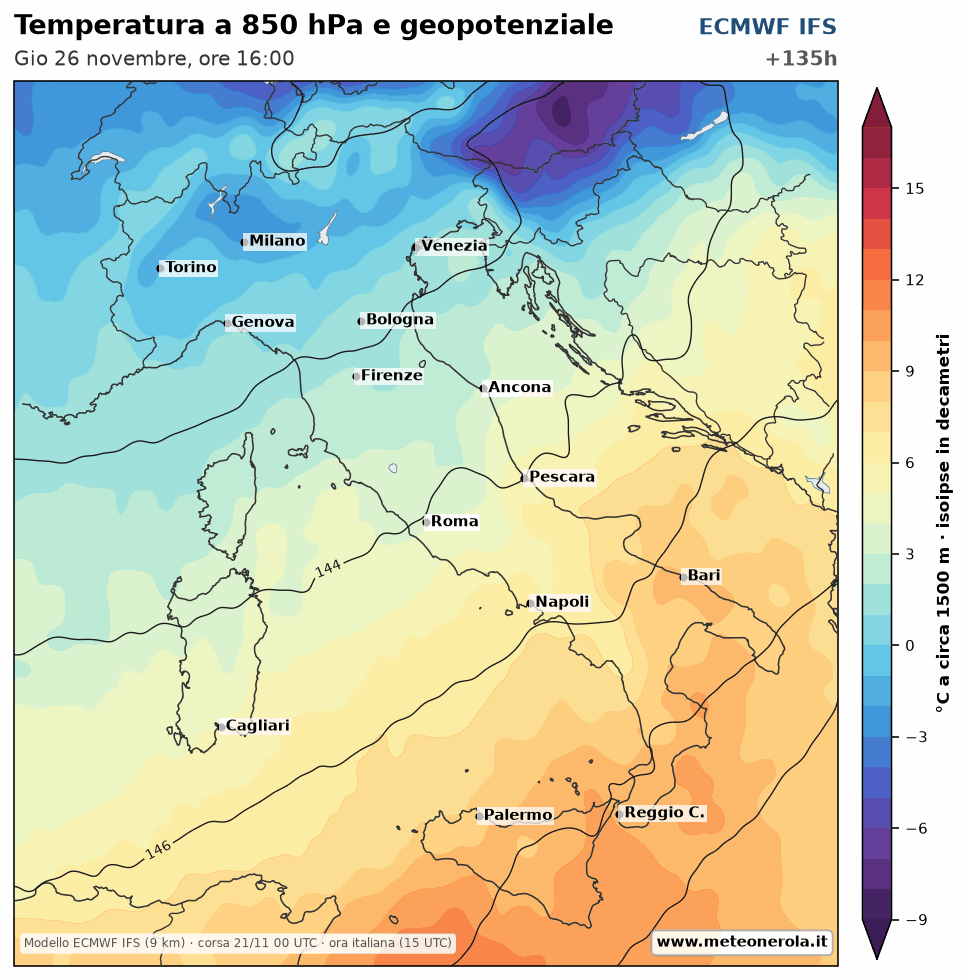 Temperatura a 850 hPa e geopotenziale
ECMWF IFS
Gio 26 novembre, ore 16:00
+135h
Milano
Venezia
Torino
Genova
Bologna
Firenze
Ancona
Pescara
Roma
144
Bari
Napoli
Cagliari
Palermo
Reggio C.
146
15
12
9
6
3
0
−3
−6
−9
°C a circa 1500 m · isoipse in decametri
Modello ECMWF IFS (9 km) · corsa 21/11 00 UTC · ora italiana (15 UTC)
www.meteonerola.it